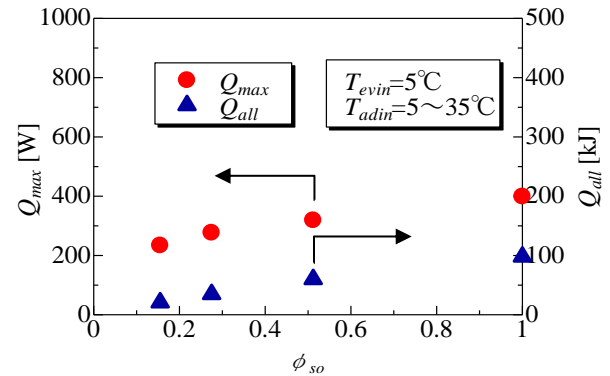 1000 500
Q_max T_evin=5℃
Q_all T_adin=5～35℃
800 400
600 300
Q_max [W] Q_all [kJ]
400 200
200 100
0 0
0 0.2 0.4 0.6 0.8 1
ϕ_so